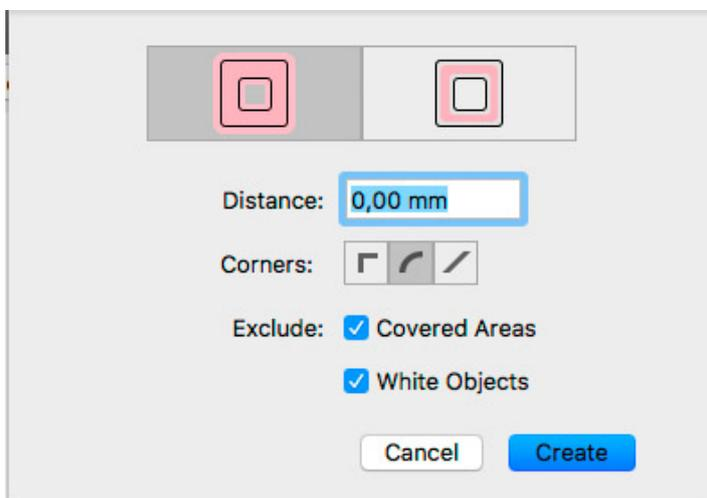 Distance: 0,00 mm
Corners:
Exclude: Covered Areas
White Objects
Cancel Create